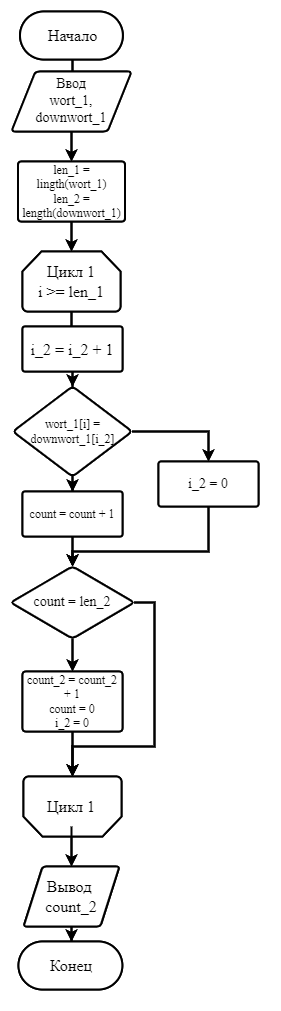 Начало
Ввод
wort_1,
downwort_1
len_1 =
lingth(wort_1)
len_2 =
length(downwort_1)
Цикл 1
i >= len_1
i_2 = i_2 + 1
wort_1[i] =
downwort_1[i_2]
i_2 = 0
count = count + 1
count = len_2
count_2 = count_2
+ 1
count = 0
i_2 = 0
Цикл 1
Вывод
count_2
Конец